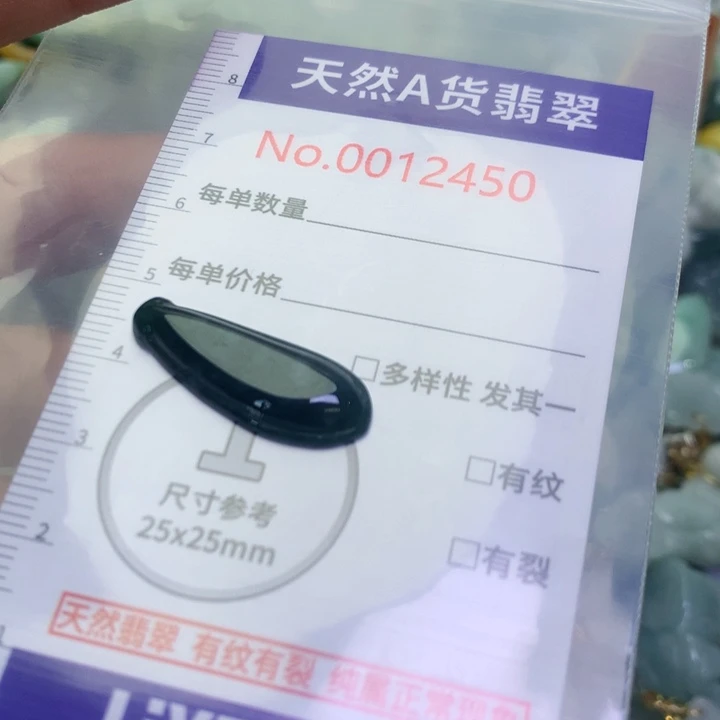 天然A货翡翠
No.0012450
8
7
每单数量
6
每单价格
5
4
□多样性 发其一
3
□有纹
尺寸参考
25x25mm
2
□有裂
天然翡翠 有纹有裂